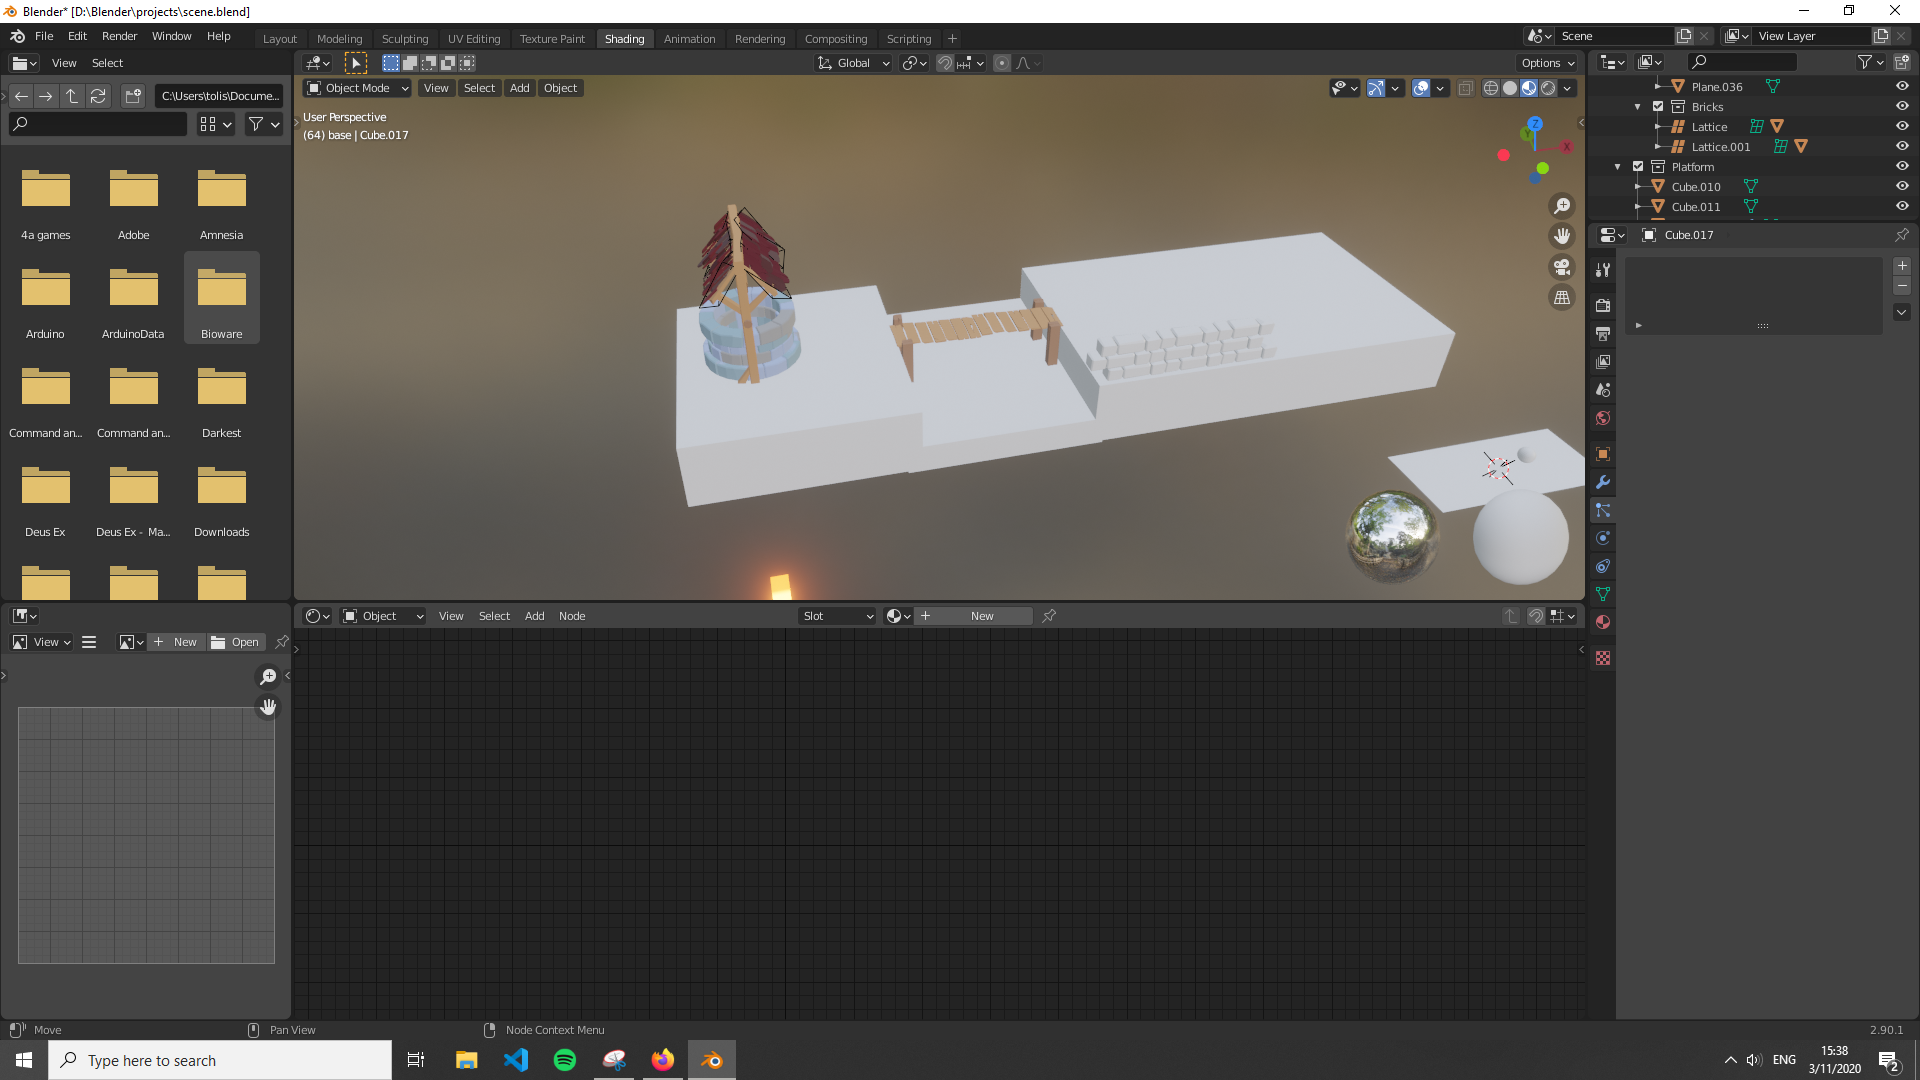 Blender* [D:\Blender\projects\scene.blend]
File Edit Render Window Help
Layout Modeling Sculpting UV Editing Texture Paint Shading Animation Rendering Compositing Scripting
Scene
View Layer
View Select
Global
Options
C:\Users\tolis\Docume...
Object Mode View Select Add Object
User Perspective
(64) base | Cube.017
Z
Y
X
Plane.036
Bricks
Lattice
Lattice.001
Platform
Cube.010
Cube.011
Cube.017
4a games Adobe Amnesia
Arduino ArduinoData Bioware
Command an... Command an... Darkest
Deus Ex Deus Ex - Ma... Downloads
View New Open
Object View Select Add Node Slot New
Move Pan View Node Context Menu 2.90.1
Type here to search
ENG
15:38
3/11/2020
2